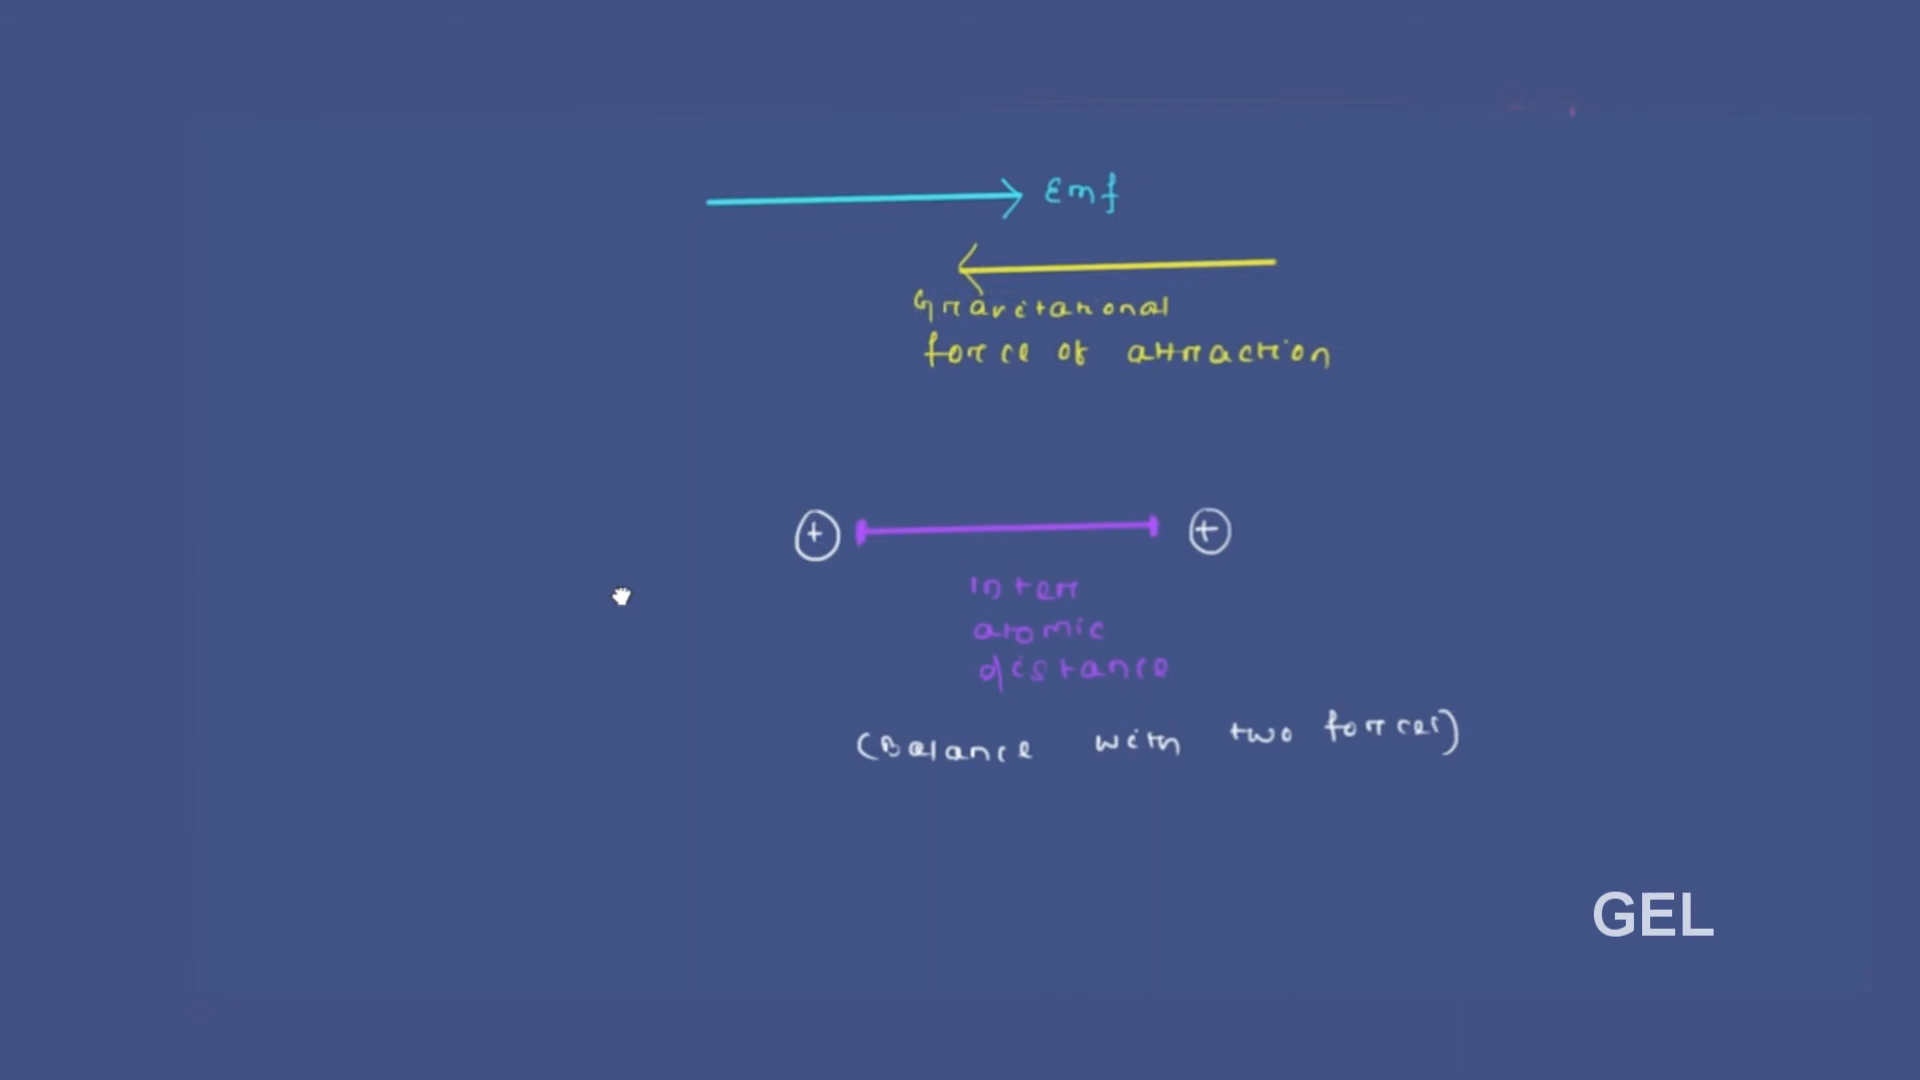 Emf
Gravitational
force of attraction
+
+
Inter
atomic
distance
(Balance with two forces)
GEL